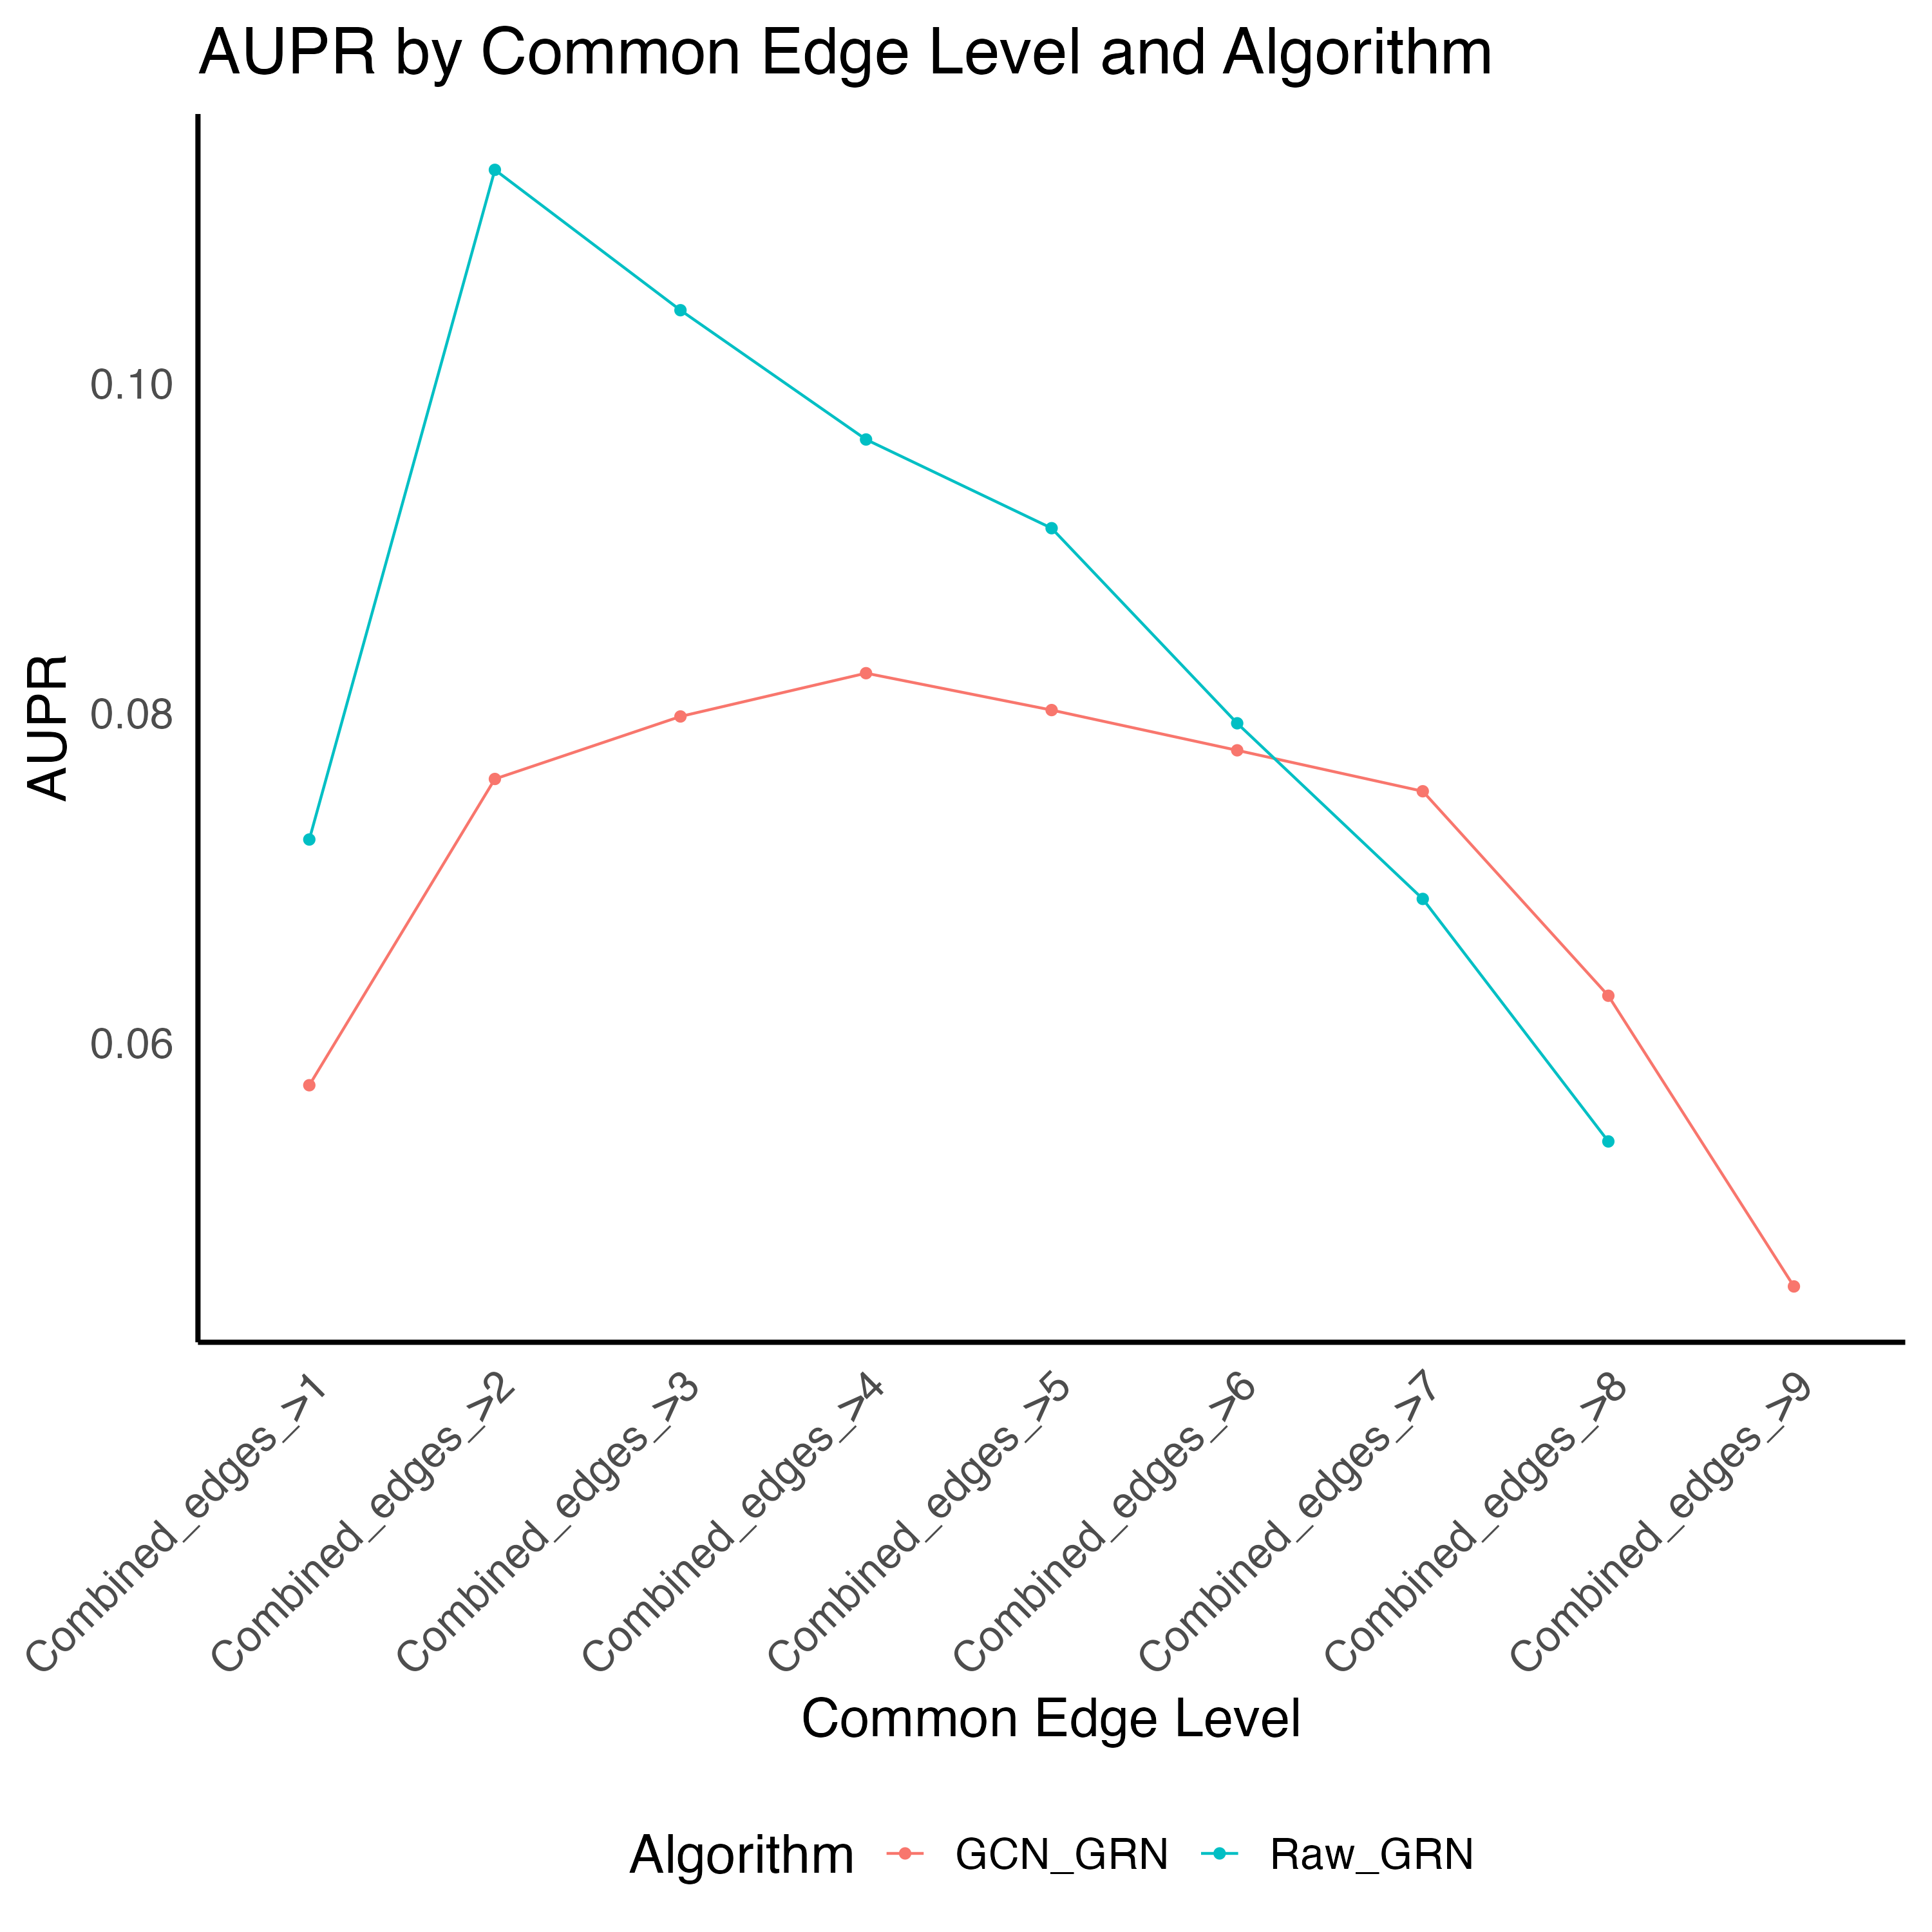 AUPR by Common Edge Level and Algorithm
AUPR
0.10
0.08
0.06
Combined_edges_>1
Combined_edges_>2
Combined_edges_>3
Combined_edges_>4
Combined_edges_>5
Combined_edges_>6
Combined_edges_>7
Combined_edges_>8
Combined_edges_>9
Common Edge Level
Algorithm GCN_GRN Raw_GRN